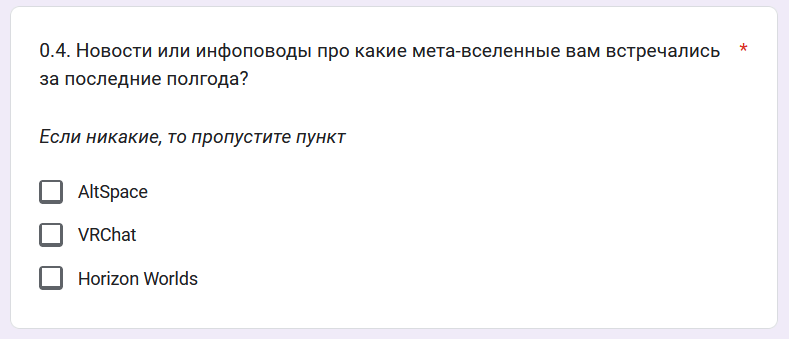 0.4. Новости или инфоповоды про какие мета-вселенные вам встречались *
за последние полгода?
Если никакие, то пропустите пункт
AltSpace
VRChat
Horizon Worlds